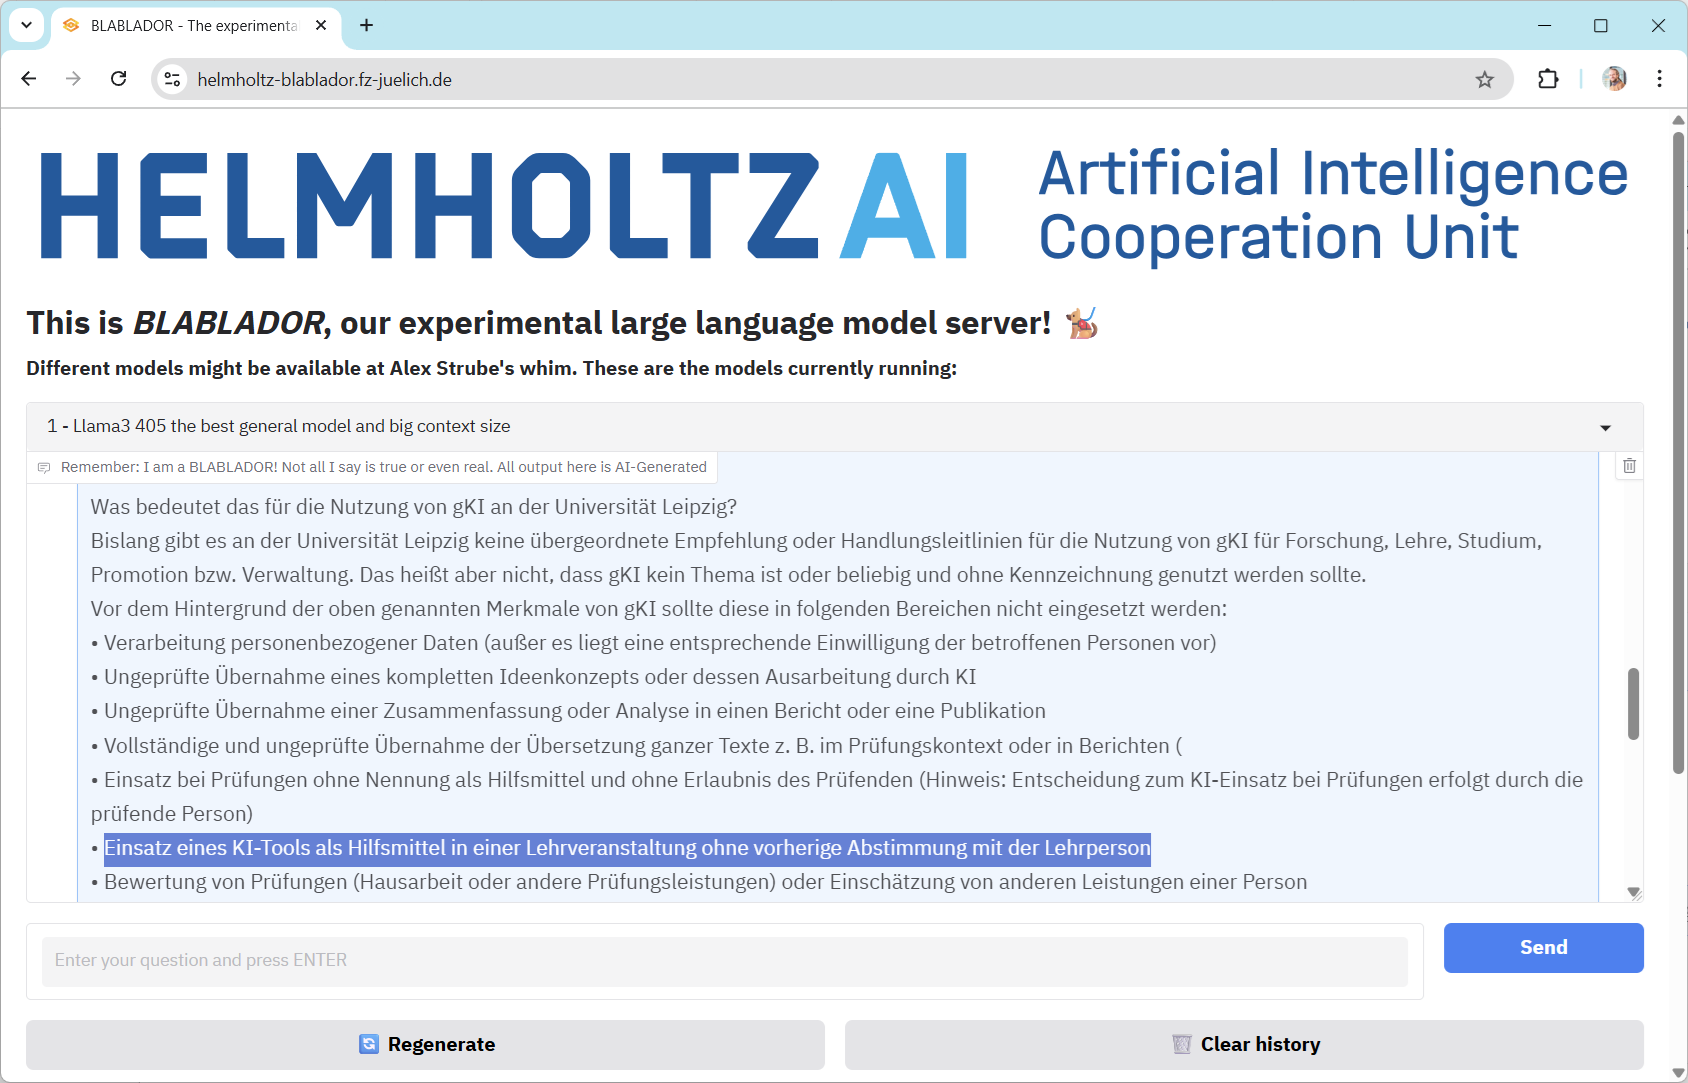 BLABLADOR - The experimenta
helmholtz-blablador.fz-juelich.de
HELMHOLTZ AI
Artificial Intelligence
Cooperation Unit
This is BLABLADOR, our experimental large language model server!
Different models might be available at Alex Strube's whim. These are the models currently running:
1 - Llama3 405 the best general model and big context size
Remember: I am a BLABLADOR! Not all I say is true or even real. All output here is AI-Generated
Was bedeutet das für die Nutzung von gKI an der Universität Leipzig?
Bislang gibt es an der Universität Leipzig keine übergeordnete Empfehlung oder Handlungsleitlinien für die Nutzung von gKI für Forschung, Lehre, Studium,
Promotion bzw. Verwaltung. Das heißt aber nicht, dass gKI kein Thema ist oder beliebig und ohne Kennzeichnung genutzt werden sollte.
Vor dem Hintergrund der oben genannten Merkmale von gKI sollte diese in folgenden Bereichen nicht eingesetzt werden:
• Verarbeitung personenbezogener Daten (außer es liegt eine entsprechende Einwilligung der betroffenen Personen vor)
• Ungeprüfte Übernahme eines kompletten Ideenkonzepts oder dessen Ausarbeitung durch KI
• Ungeprüfte Übernahme einer Zusammenfassung oder Analyse in einen Bericht oder eine Publikation
• Vollständige und ungeprüfte Übernahme der Übersetzung ganzer Texte z. B. im Prüfungskontext oder in Berichten (
• Einsatz bei Prüfungen ohne Nennung als Hilfsmittel und ohne Erlaubnis des Prüfenden (Hinweis: Entscheidung zum KI-Einsatz bei Prüfungen erfolgt durch die
prüfende Person)
• Einsatz eines KI-Tools als Hilfsmittel in einer Lehrveranstaltung ohne vorherige Abstimmung mit der Lehrperson
• Bewertung von Prüfungen (Hausarbeit oder andere Prüfungsleistungen) oder Einschätzung von anderen Leistungen einer Person
Enter your question and press ENTER
Send
Regenerate
Clear history